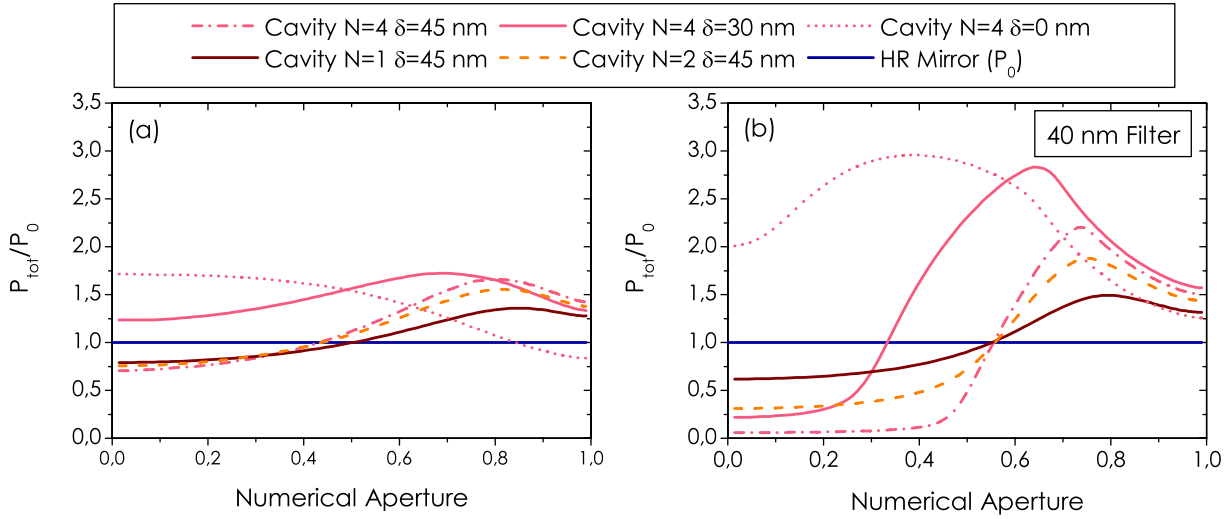 Cavity N=4 δ=45 nm Cavity N=4 δ=30 nm Cavity N=4 δ=0 nm
Cavity N=1 δ=45 nm Cavity N=2 δ=45 nm HR Mirror (P0)
(a)
3,5
3,0
2,5
2,0
1,5
1,0
0,5
0,0
Ptot/P0
0,0 0,2 0,4 0,6 0,8 1,0
Numerical Aperture
(b)
40 nm Filter
3,5
3,0
2,5
2,0
1,5
1,0
0,5
0,0
Ptot/P0
0,0 0,2 0,4 0,6 0,8 1,0
Numerical Aperture